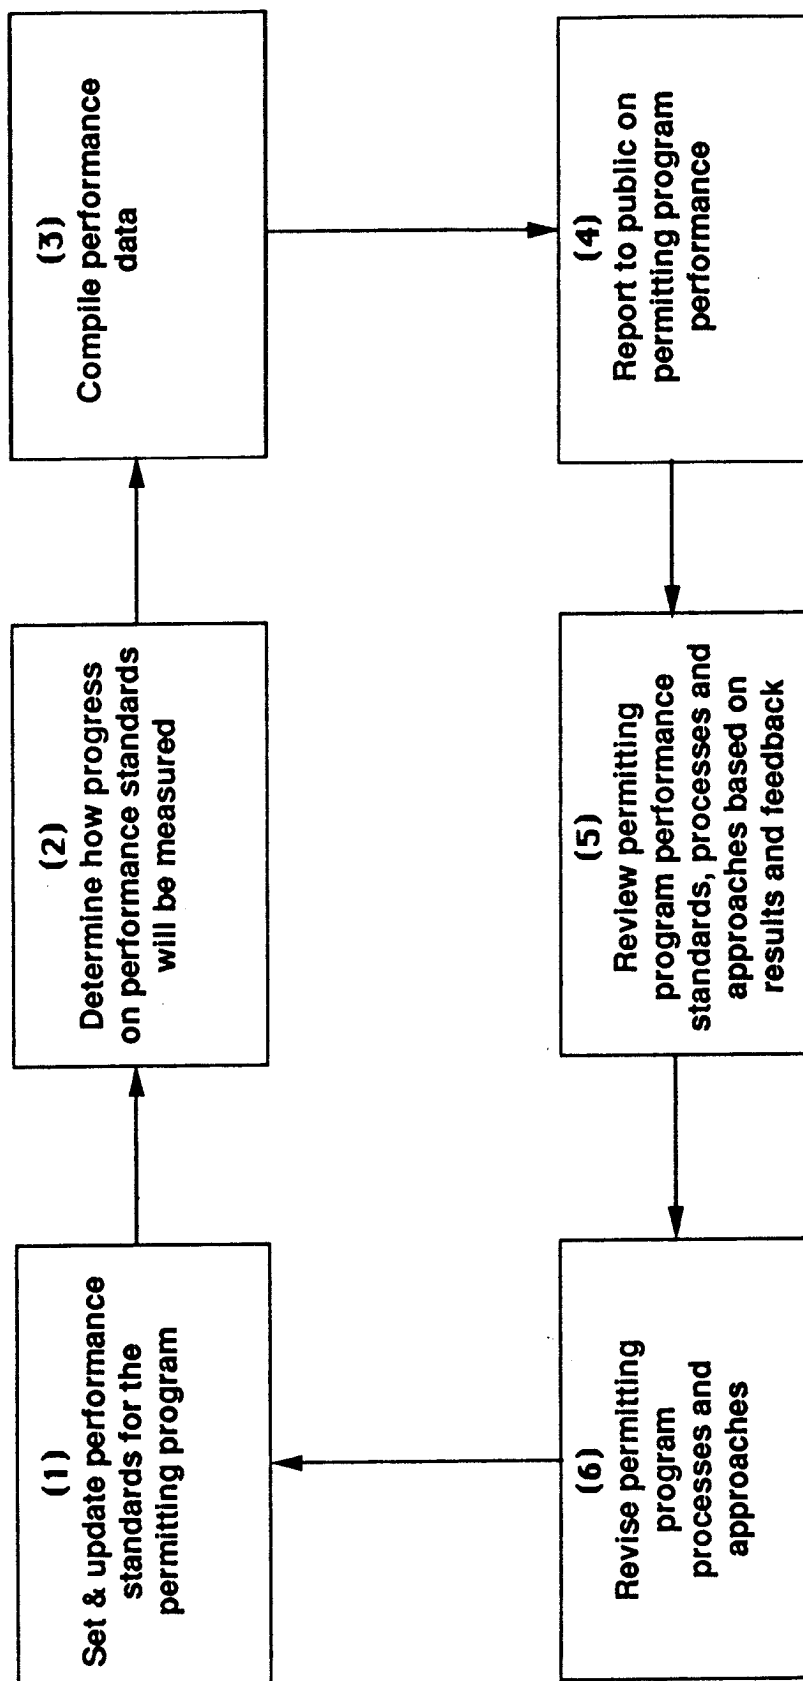 (1)
Set & update performance
standards for the
permitting program
(2)
Determine how progress
on performance standards
will be measured
(3)
Compile performance
data
(4)
Report to public on
permitting program
performance
(5)
Review permitting
program performance
standards, processes and
approaches based on
results and feedback
(6)
Revise permitting
program
processes and
approaches